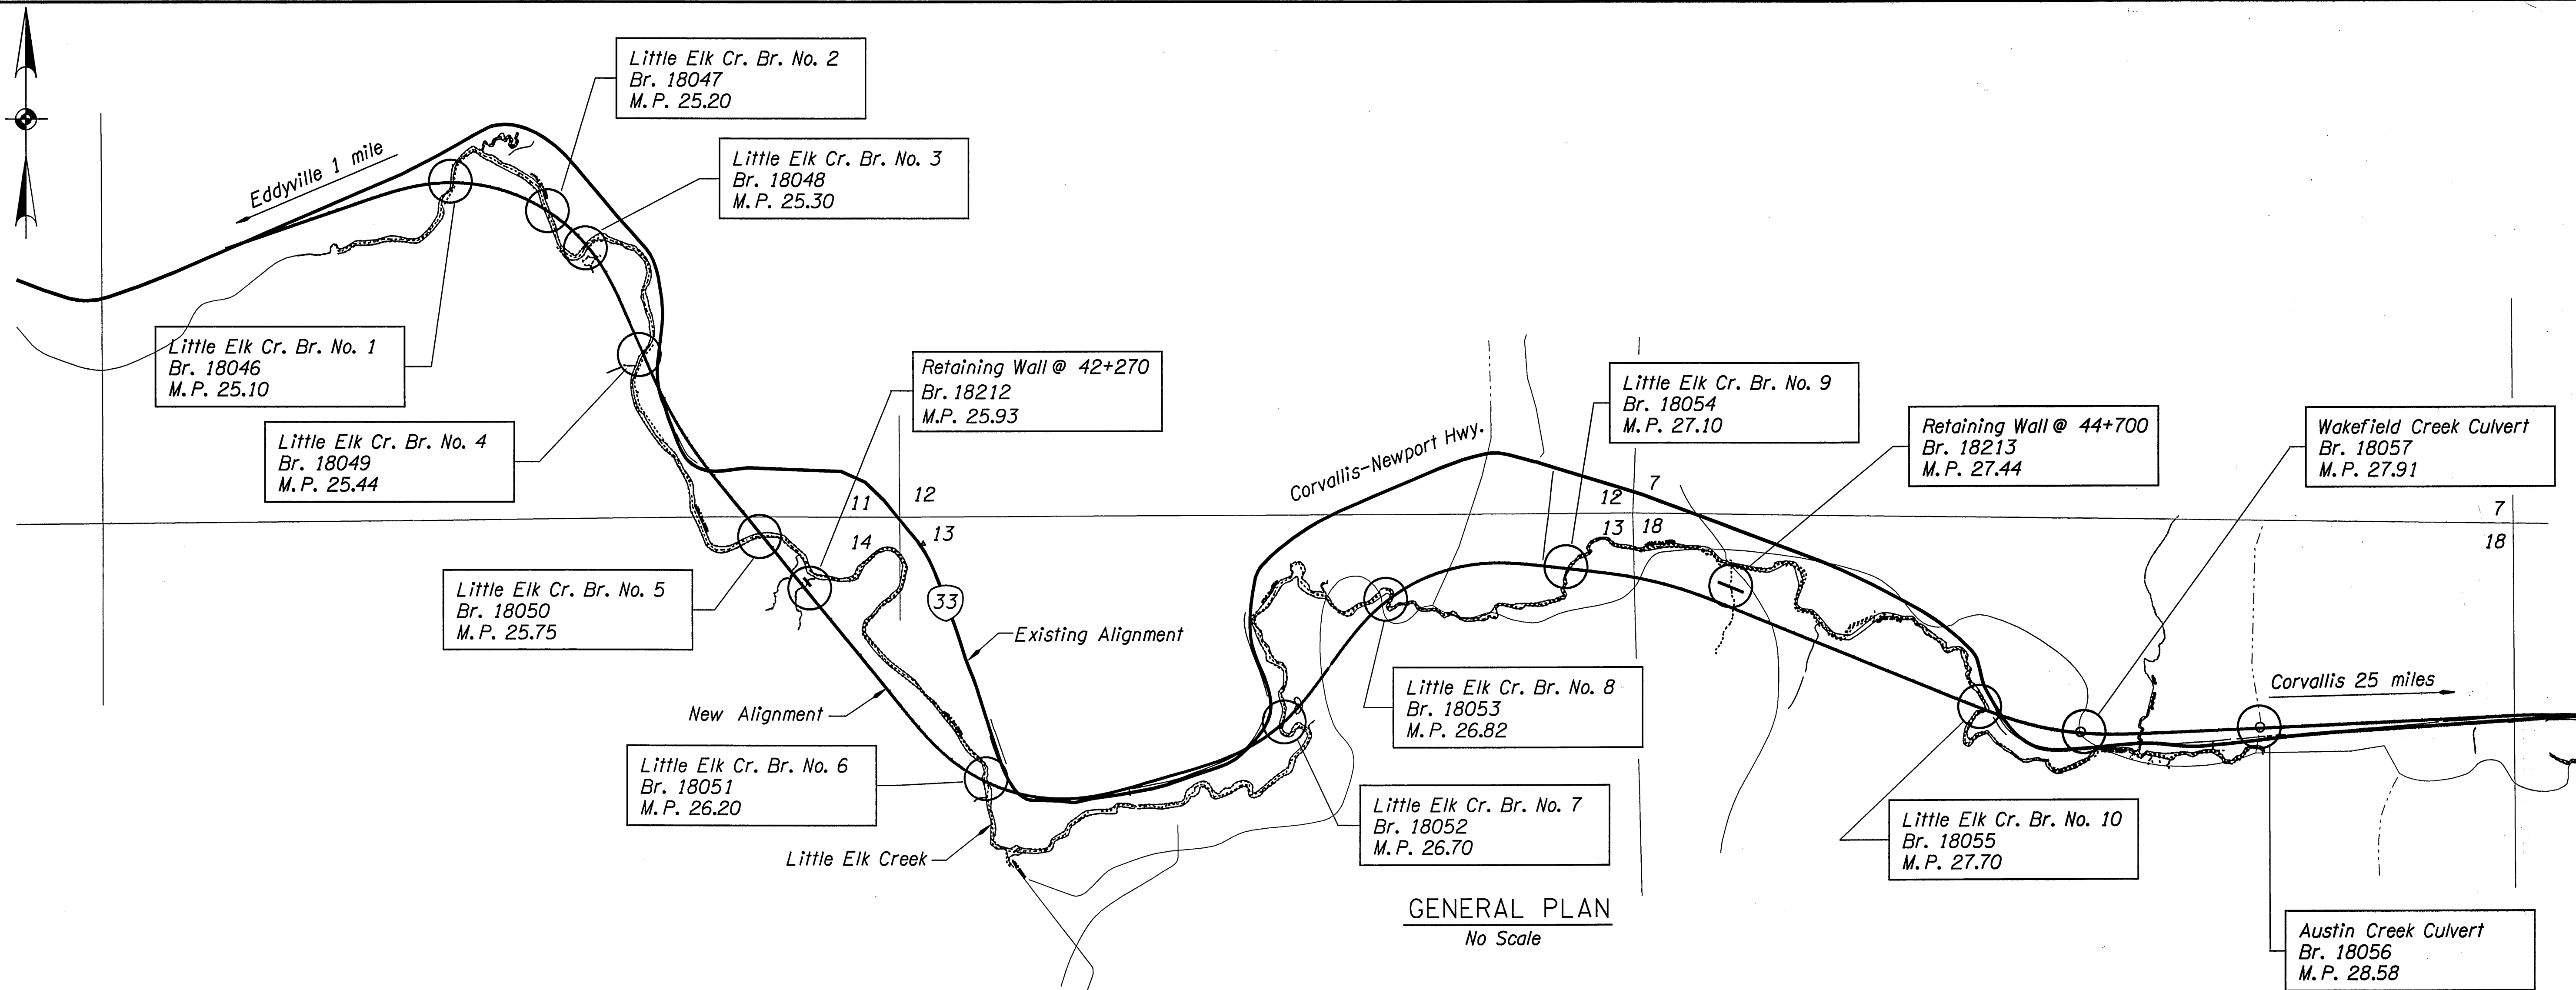 Little Elk Cr. Br. No. 2
Br. 18047
M.P. 25.20
Little Elk Cr. Br. No. 3
Br. 18048
M.P. 25.30
Eddyville 1 mile
Little Elk Cr. Br. No. 1
Br. 18046
M.P. 25.10
Little Elk Cr. Br. No. 4
Br. 18049
M.P. 25.44
Retaining Wall @ 42+270
Br. 18212
M.P. 25.93
Little Elk Cr. Br. No. 9
Br. 18054
M.P. 27.10
Retaining Wall @ 44+700
Br. 18213
M.P. 27.44
Wakefield Creek Culvert
Br. 18057
M.P. 27.91
Corvallis-Newport Hwy.
11
12
14
13
12
7
13
18
7
18
33
Little Elk Cr. Br. No. 5
Br. 18050
M.P. 25.75
Existing Alignment
New Alignment
Little Elk Cr. Br. No. 8
Br. 18053
M.P. 26.82
Corvallis 25 miles
Little Elk Cr. Br. No. 6
Br. 18051
M.P. 26.20
Little Elk Cr. Br. No. 7
Br. 18052
M.P. 26.70
Little Elk Cr. Br. No. 10
Br. 18055
M.P. 27.70
Little Elk Creek
GENERAL PLAN
No Scale
Austin Creek Culvert
Br. 18056
M.P. 28.58